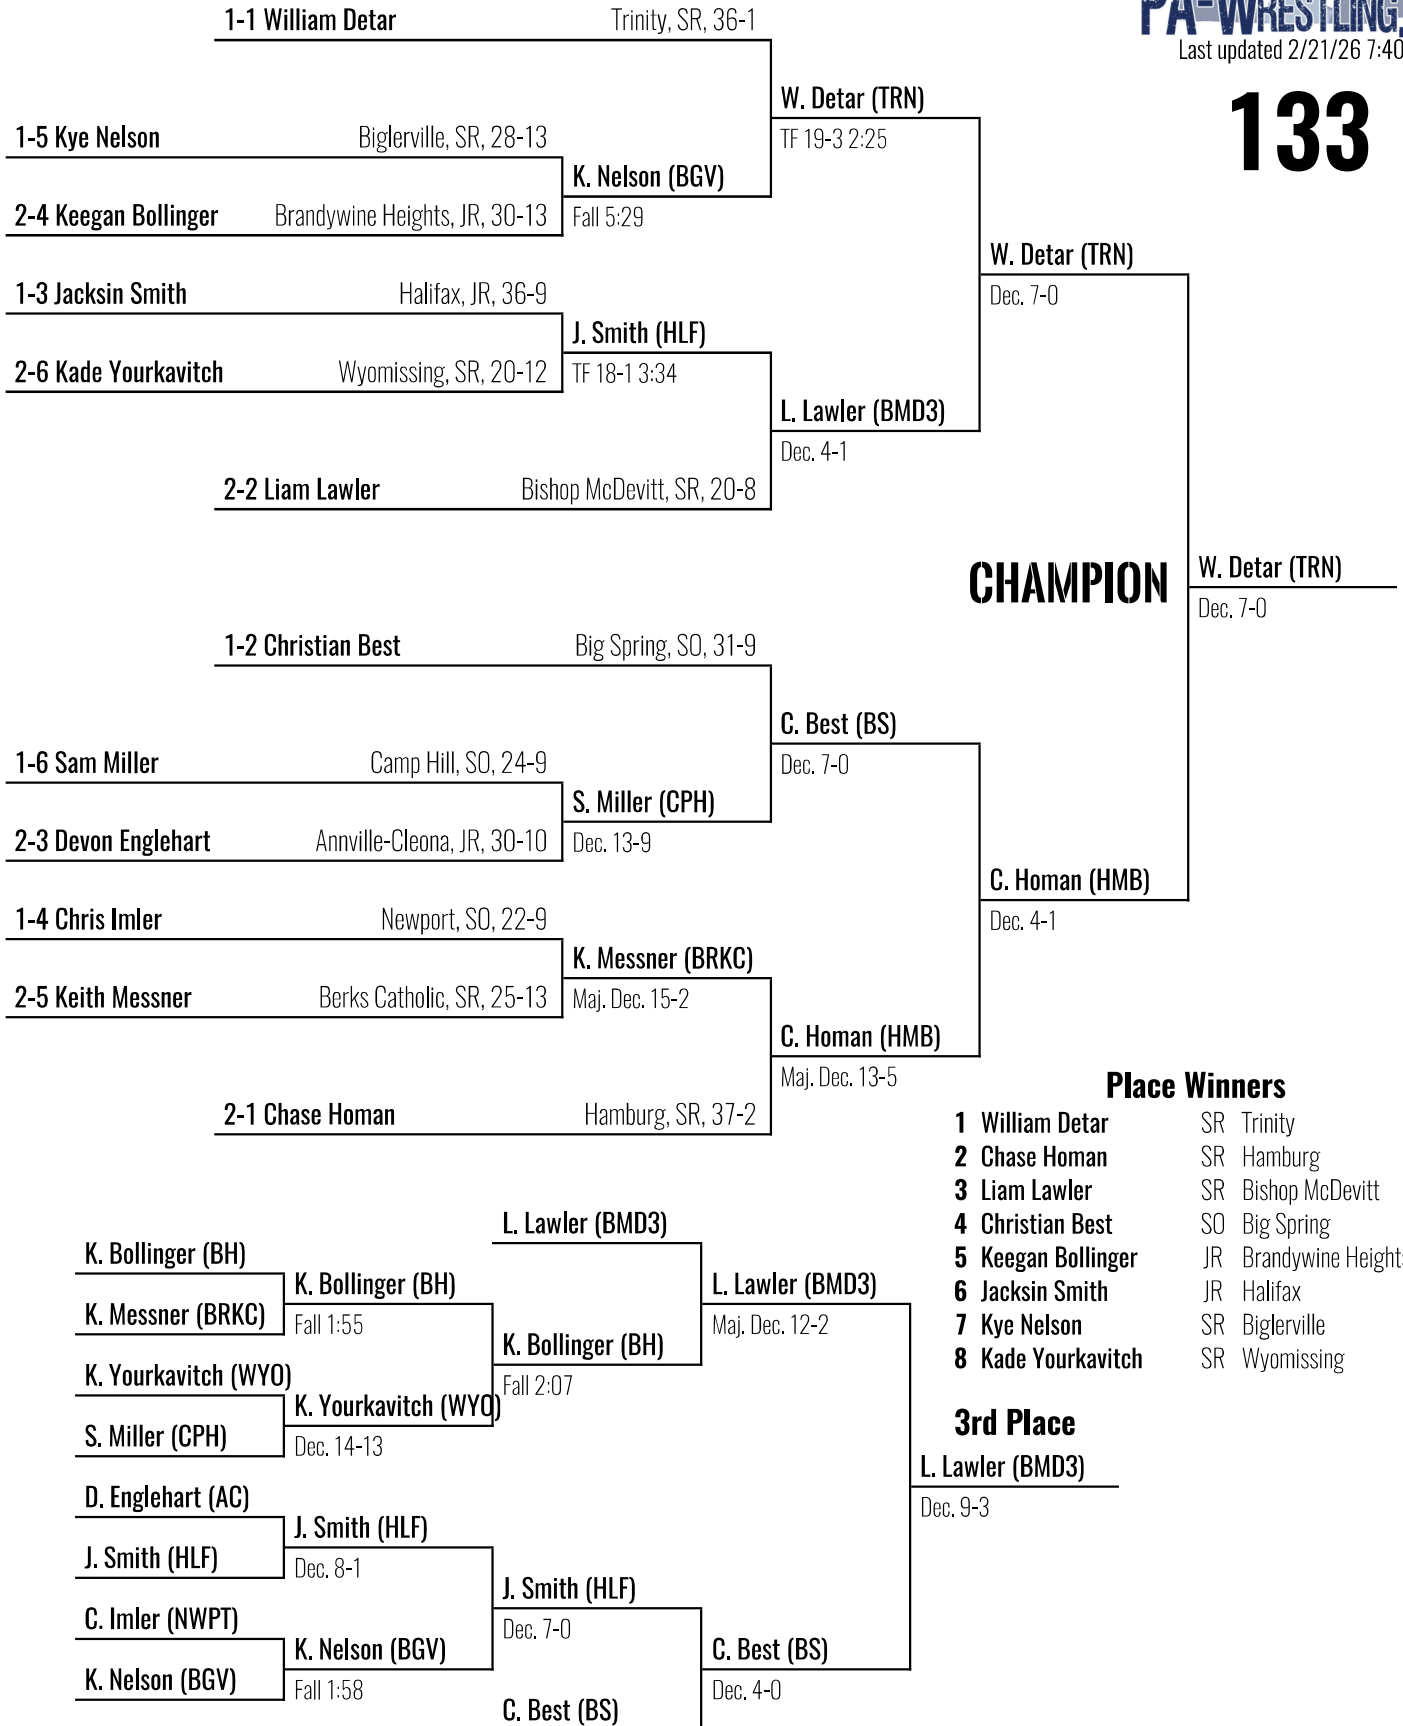 PA-WRESTLING.
Last updated 2/21/26 7:40
133
1-1 William Detar Trinity, SR, 36-1
W. Detar (TRN)
TF 19-3 2:25
1-5 Kye Nelson Biglerville, SR, 28-13
K. Nelson (BGV)
Fall 5:29
2-4 Keegan Bollinger Brandywine Heights, JR, 30-13
W. Detar (TRN)
Dec. 7-0
1-3 Jacksin Smith Halifax, JR, 36-9
J. Smith (HLF)
TF 18-1 3:34
2-6 Kade Yourkavitch Wyomissing, SR, 20-12
L. Lawler (BMD3)
Dec. 4-1
2-2 Liam Lawler Bishop McDevitt, SR, 20-8
CHAMPION
W. Detar (TRN)
Dec. 7-0
1-2 Christian Best Big Spring, SO, 31-9
C. Best (BS)
Dec. 7-0
1-6 Sam Miller Camp Hill, SO, 24-9
S. Miller (CPH)
Dec. 13-9
2-3 Devon Englehart Annville-Cleona, JR, 30-10
C. Homan (HMB)
Dec. 4-1
1-4 Chris Imler Newport, SO, 22-9
K. Messner (BRKC)
Maj. Dec. 15-2
2-5 Keith Messner Berks Catholic, SR, 25-13
C. Homan (HMB)
Maj. Dec. 13-5
2-1 Chase Homan Hamburg, SR, 37-2
Place Winners
1 William Detar SR Trinity
2 Chase Homan SR Hamburg
3 Liam Lawler SR Bishop McDevitt
4 Christian Best SO Big Spring
5 Keegan Bollinger JR Brandywine Heights
6 Jacksin Smith JR Halifax
7 Kye Nelson SR Biglerville
8 Kade Yourkavitch SR Wyomissing
L. Lawler (BMD3)
K. Bollinger (BH)
K. Bollinger (BH)
Fall 1:55
K. Messner (BRKC)
L. Lawler (BMD3)
Maj. Dec. 12-2
K. Bollinger (BH)
Fall 2:07
K. Yourkavitch (WYO)
K. Yourkavitch (WYO)
Dec. 14-13
S. Miller (CPH)
3rd Place
L. Lawler (BMD3)
Dec. 9-3
D. Englehart (AC)
J. Smith (HLF)
Dec. 8-1
J. Smith (HLF)
J. Smith (HLF)
Dec. 7-0
C. Imler (NWPT)
K. Nelson (BGV)
Fall 1:58
K. Nelson (BGV)
C. Best (BS)
Dec. 4-0
C. Best (BS)